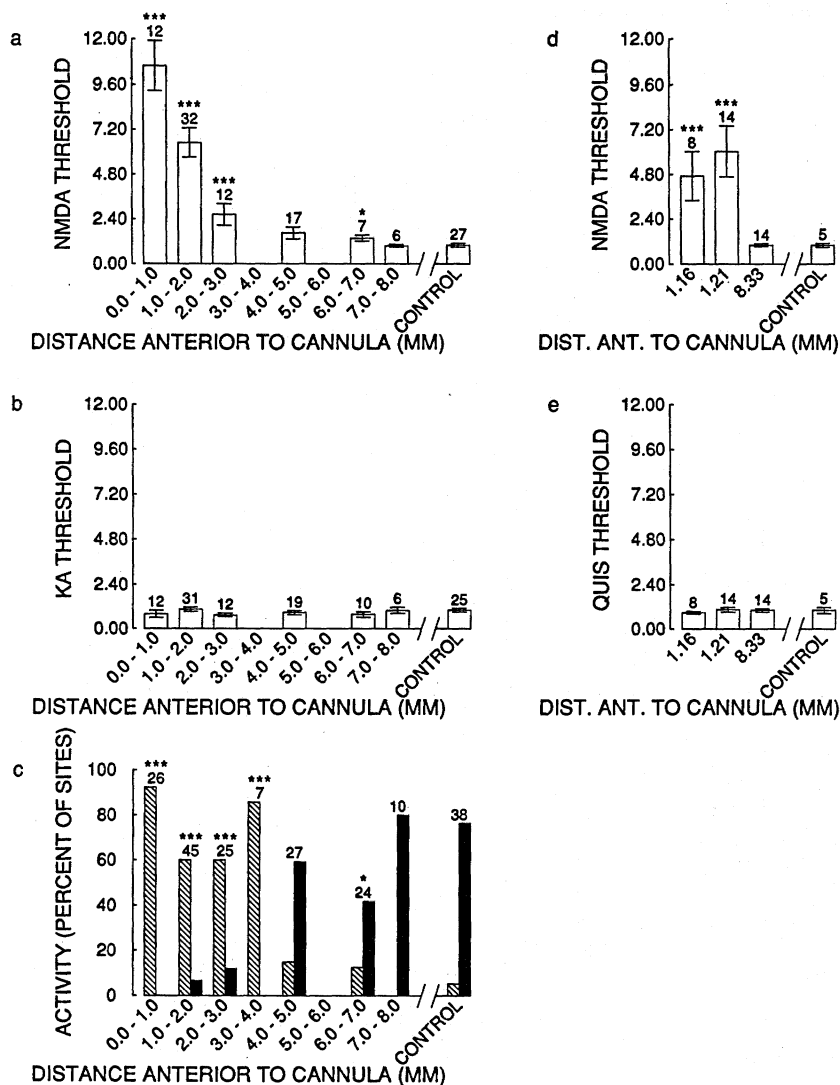 a
NMDA THRESHOLD
12.00
9.60
7.20
4.80
2.40
0.00
***
12
***
32
***
12
17
*
7
6
27
0.0 - 1.0
1.0 - 2.0
2.0 - 3.0
3.0 - 4.0
4.0 - 5.0
5.0 - 6.0
6.0 - 7.0
7.0 - 8.0
//
CONTROL
DISTANCE ANTERIOR TO CANNULA (MM)
d
NMDA THRESHOLD
12.00
9.60
7.20
4.80
2.40
0.00
***
8
***
14
14
5
1.16
1.21
8.33
//
CONTROL
DIST. ANT. TO CANNULA (MM)
b
KA THRESHOLD
12.00
9.60
7.20
4.80
2.40
0.00
12
31
12
19
10
6
25
0.0 - 1.0
1.0 - 2.0
2.0 - 3.0
3.0 - 4.0
4.0 - 5.0
5.0 - 6.0
6.0 - 7.0
7.0 - 8.0
//
CONTROL
DISTANCE ANTERIOR TO CANNULA (MM)
e
QUIS THRESHOLD
12.00
9.60
7.20
4.80
2.40
0.00
8
14
14
5
1.16
1.21
8.33
//
CONTROL
DIST. ANT. TO CANNULA (MM)
c
ACTIVITY (PERCENT OF SITES)
100
80
60
40
20
0
***
26
***
45
***
25
***
7
27
*
24
10
38
0.0 - 1.0
1.0 - 2.0
2.0 - 3.0
3.0 - 4.0
4.0 - 5.0
5.0 - 6.0
6.0 - 7.0
7.0 - 8.0
//
CONTROL
DISTANCE ANTERIOR TO CANNULA (MM)